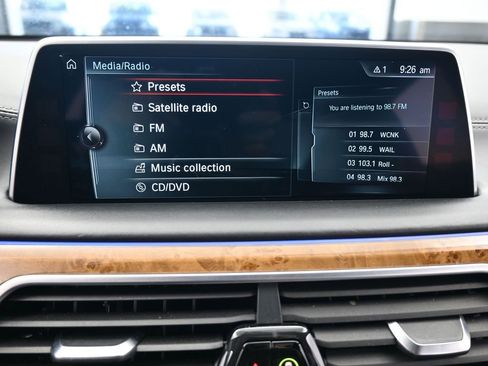 Media/Radio
1
9:26 am
Presets
Satellite radio
FM
AM
Music collection
CD/DVD
Presets
You are listening to 98.7 FM
01 98.7 WCNK
02 99.5 WAIL
03 103.1 Roll -
04 98.3 Mix 98.3